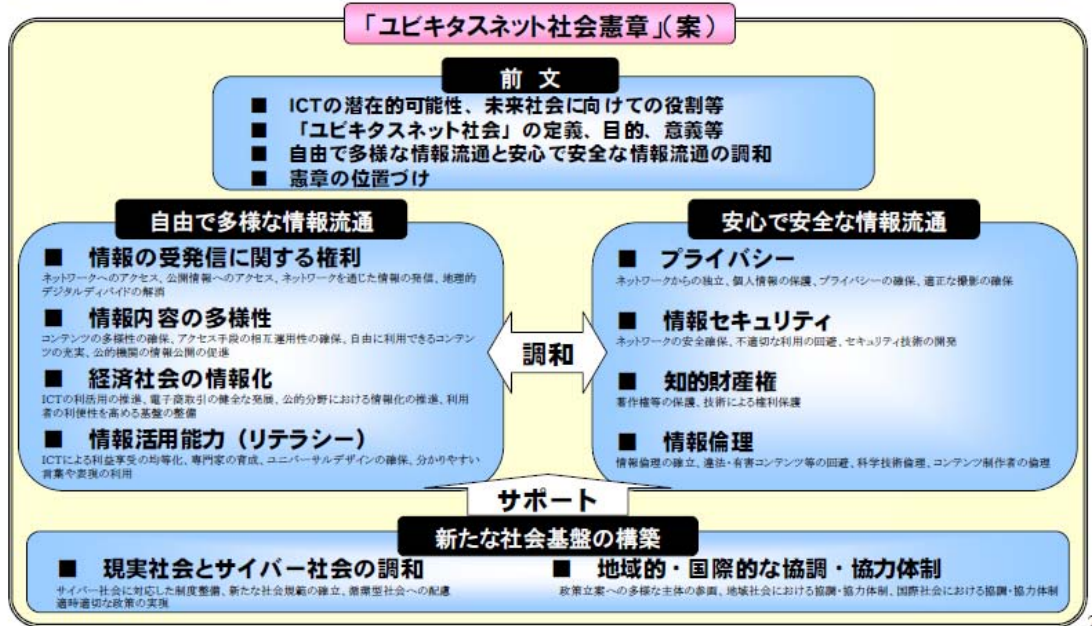 「ユビキタスネット社会憲章」（案）
前 文
■ ICTの潜在的可能性、未来社会に向けての役割等
■ 「ユビキタスネット社会」の定義、目的、意義等
■ 自由で多様な情報流通と安心で安全な情報流通の調和
■ 憲章の位置づけ
自由で多様な情報流通
■ 情報の受発信に関する権利
ネットワークへのアクセス、公開情報へのアクセス、ネットワークを通じた情報の発信、地理的
デジタルディバイドの解消
■ 情報内容の多様性
コンテンツの多様性の確保、アクセス手段の相互運用性の確保、自由に利用できるコンテン
ツの充実、公的機関の情報公開の促進
■ 経済社会の情報化
ICTの利活用の推進、電子商取引の健全な発展、公的分野における情報化の推進、利用
者の利便性を高める基盤の整備
■ 情報活用能力（リテラシー）
ICTによる利益享受の均等化、専門家の育成、ユニバーサルデザインの確保、分かりやすい
言葉や表現の利用
調和
安心で安全な情報流通
■ プライバシー
ネットワークからの独立、個人情報の保護、プライバシーの確保、適正な撮影の確保
■ 情報セキュリティ
ネットワークの安全確保、不適切な利用の回避、セキュリティ技術の開発
■ 知的財産権
著作権等の保護、技術による権利保護
■ 情報倫理
情報倫理の確立、違法・有害コンテンツ等の回避、科学技術倫理、コンテンツ制作者の倫理
サポート
新たな社会基盤の構築
■ 現実社会とサイバー社会の調和
サイバー社会に対応した制度整備、新たな社会規範の確立、循環型社会への配慮
適時適切な政策の実現
■ 地域的・国際的な協調・協力体制
政策立案への多様な主体の参画、地域社会における協調・協力体制、国際社会における協調・協力体制